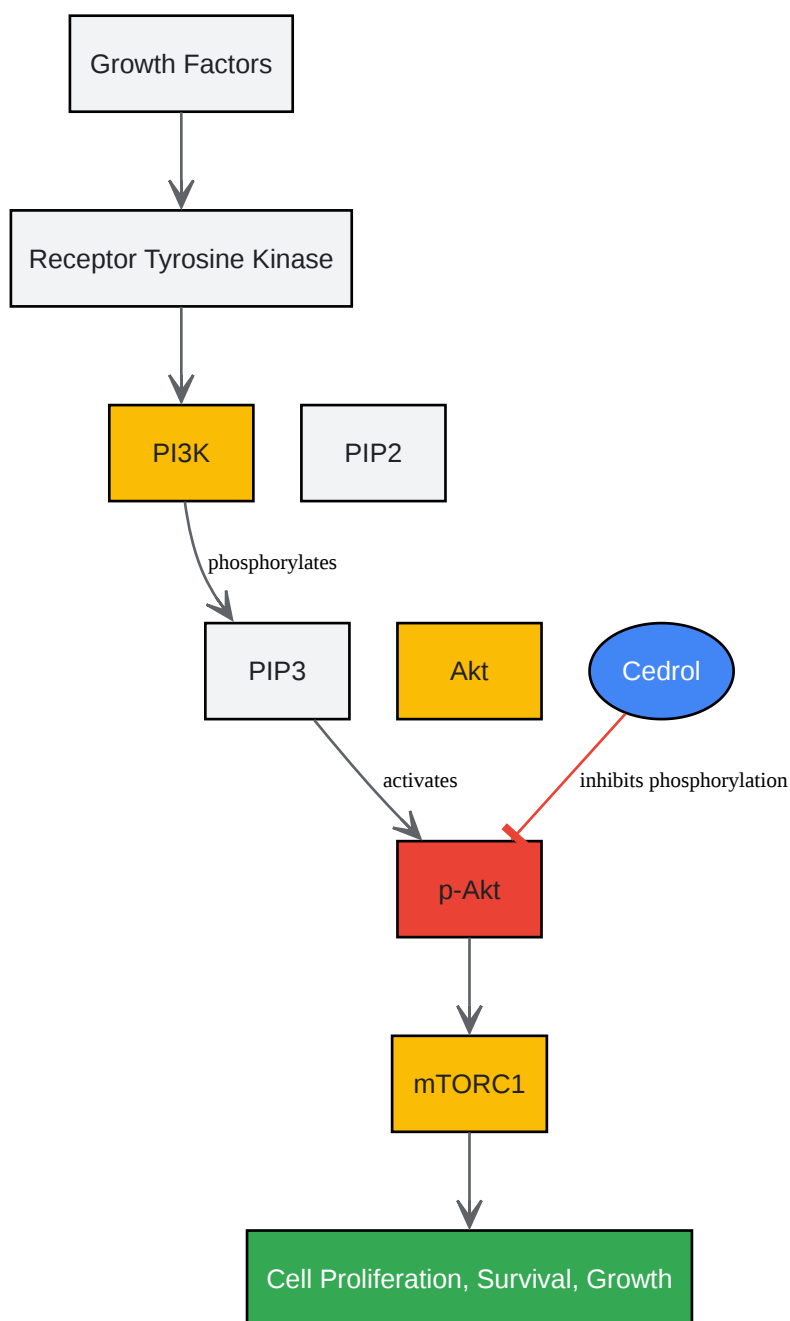 Growth Factors
Receptor Tyrosine Kinase
PI3K
PIP2
phosphorylates
PIP3
Akt
Cedrol
activates
inhibits phosphorylation
p-Akt
mTORC1
Cell Proliferation, Survival, Growth